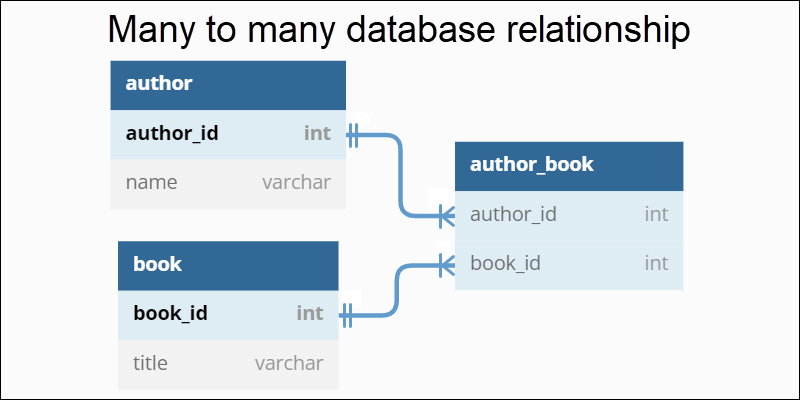 Many to many database relationship
author
author_id int
name varchar
book
book_id int
title varchar
author_book
author_id int
book_id int